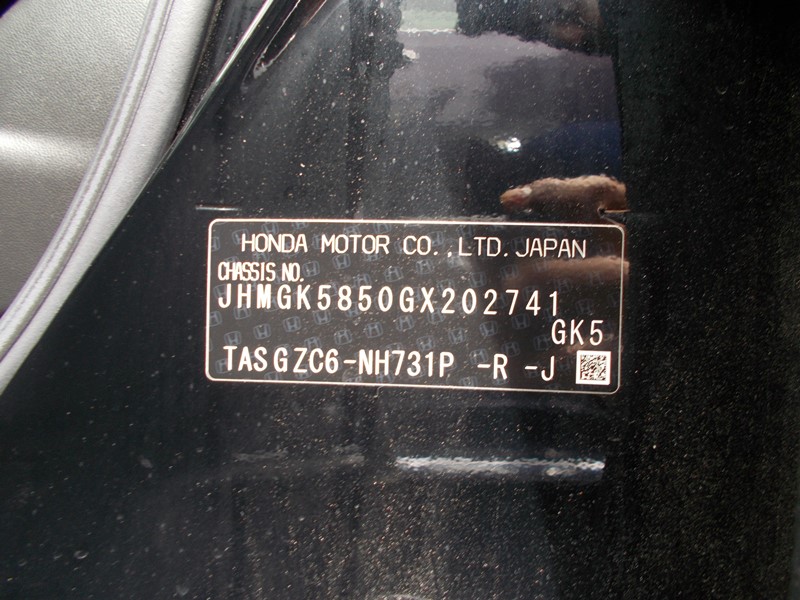 HONDA MOTOR CO.,LTD.JAPAN
CHASSIS NO.
JHMGK5850GX202741
GK5
TASGZC6-NH731P -R -J